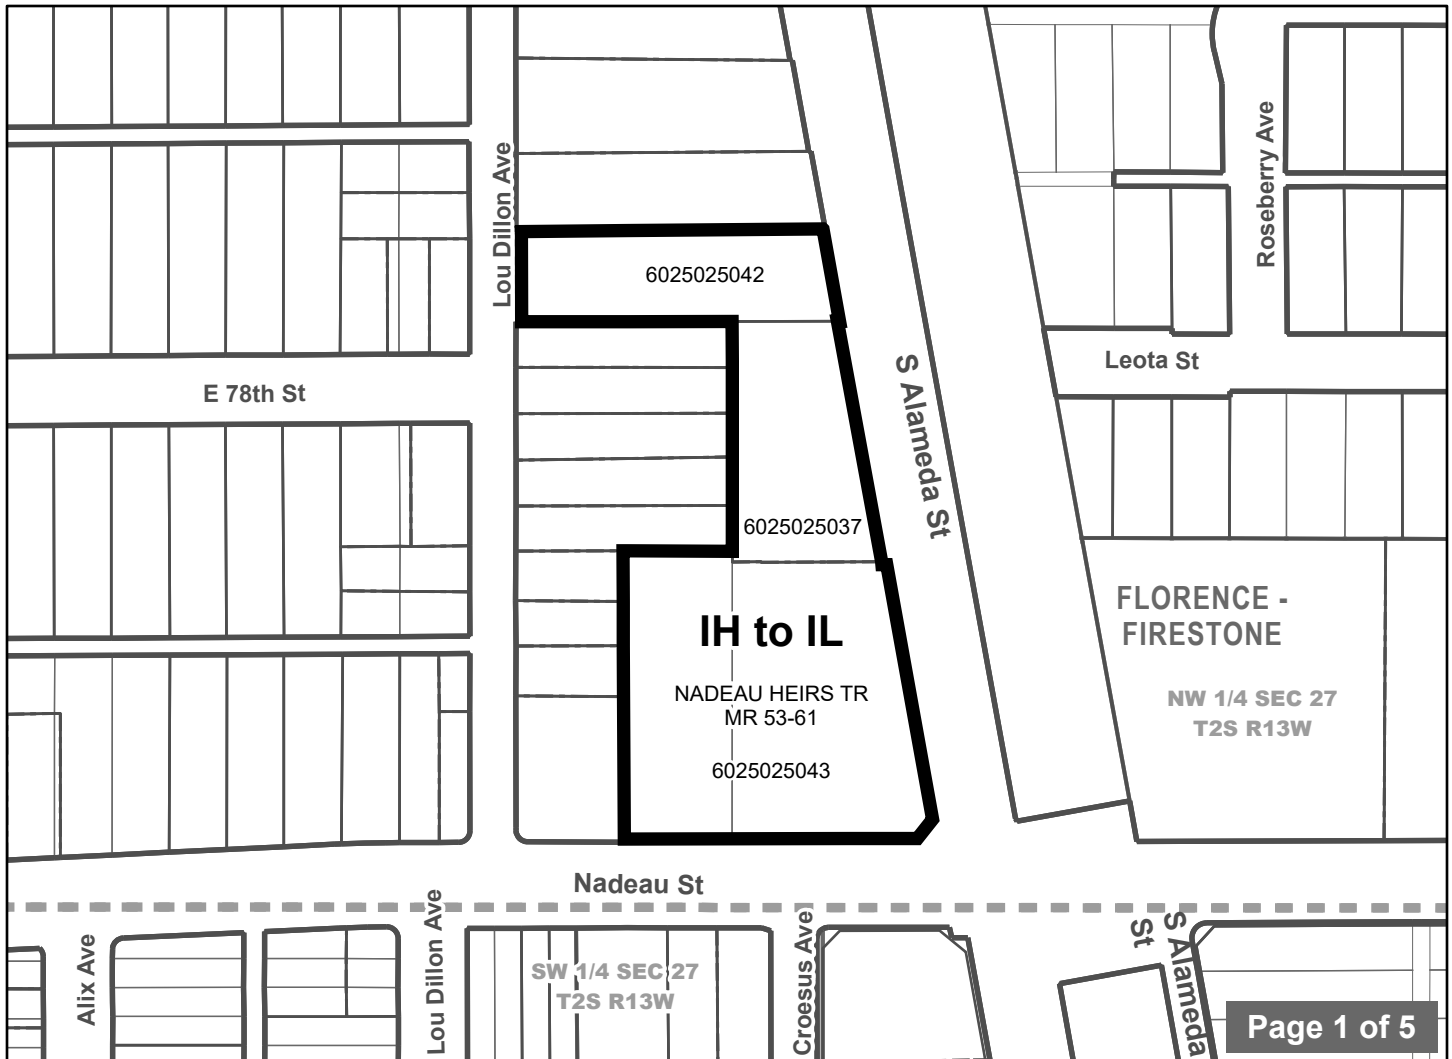 Lou Dillon Ave
Roseberry Ave
6025025042
E 78th St
Leota St
S Alameda St
6025025037
IH to IL
NADEAU HEIRS TR
MR 53-61
6025025043
FLORENCE -
FIRESTONE
NW 1/4 SEC 27
T2S R13W
Nadeau St
Alix Ave
Lou Dillon Ave
SW 1/4 SEC 27
T2S R13W
Croesus Ave
S Alameda
St
Page 1 of 5